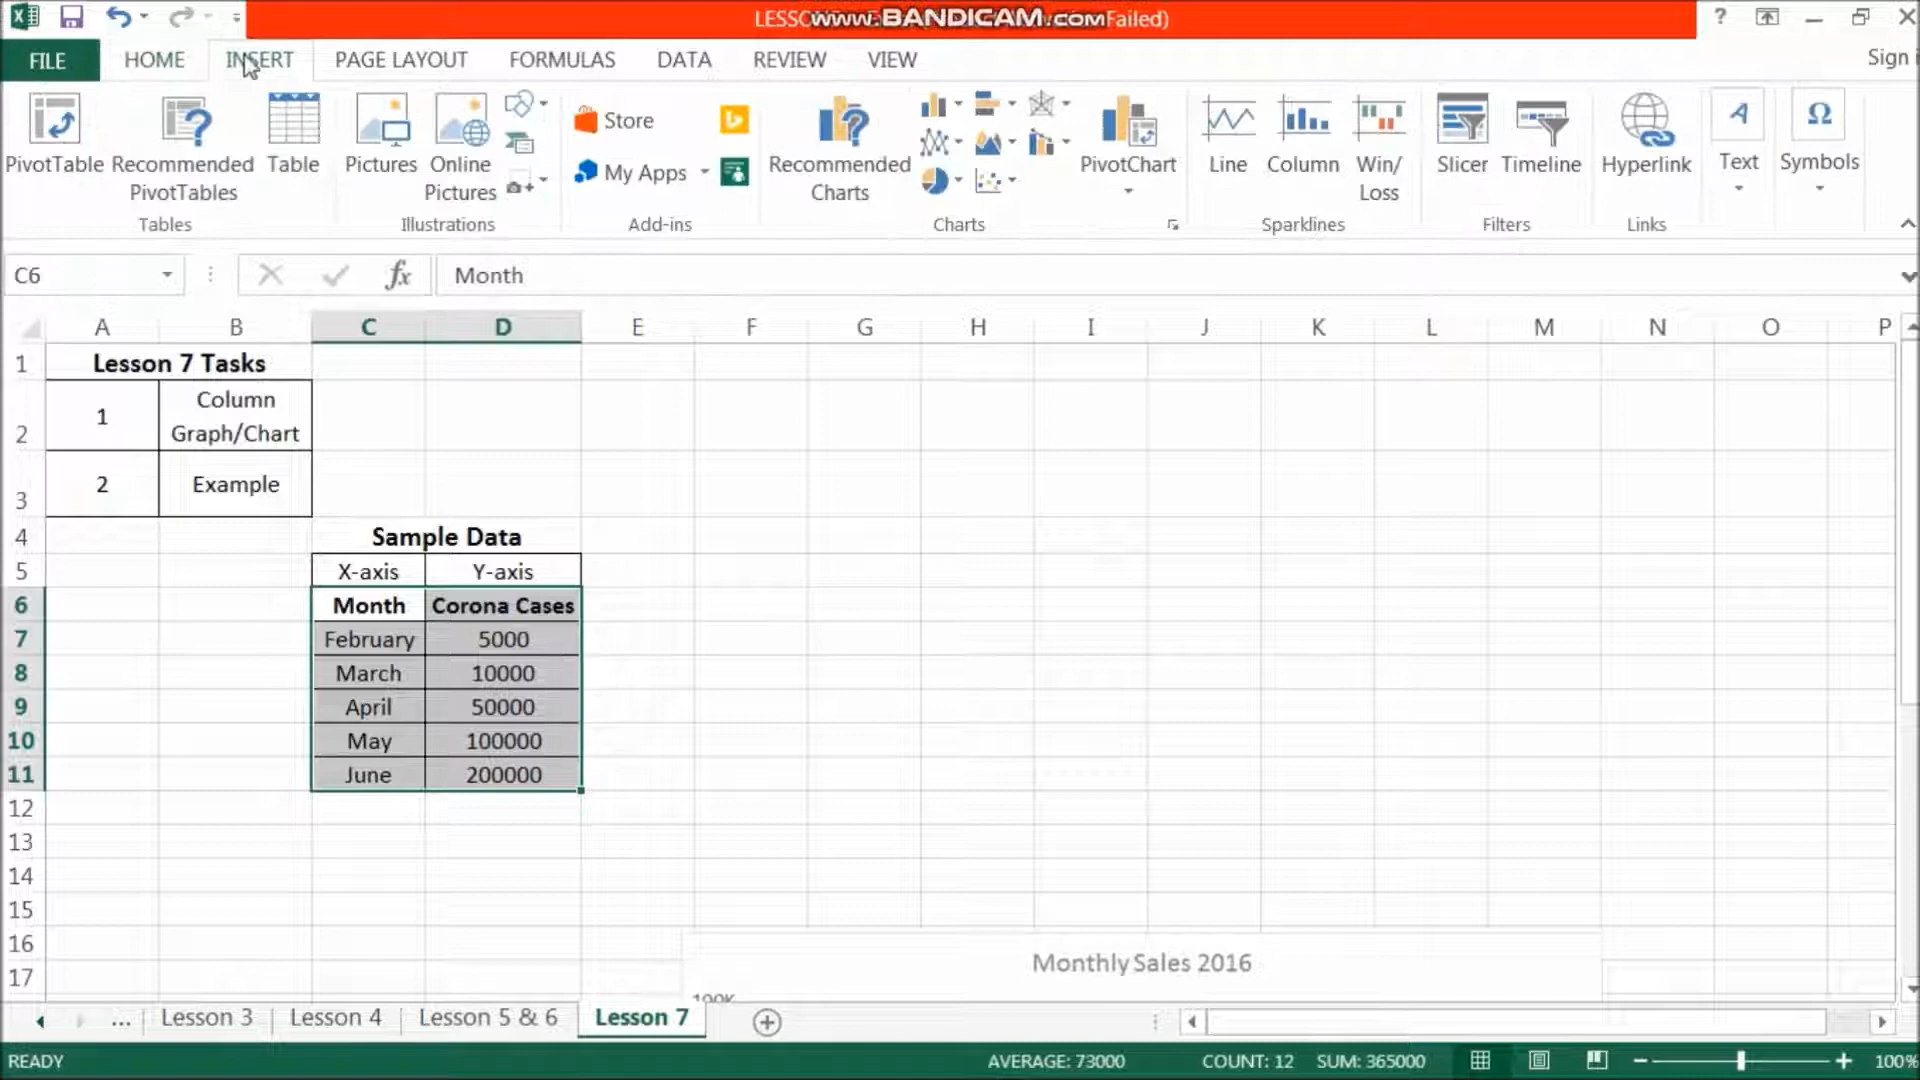 LESSO www.BANDICAM.com Failed)
FILE HOME INSERT PAGE LAYOUT FORMULAS DATA REVIEW VIEW Sign
PivotTable
Recommended
PivotTables
Table
Tables
Pictures
Online
Pictures
Illustrations
Store
My Apps
Add-ins
Recommended
Charts
PivotChart
Charts
Line
Column
Win/
Loss
Sparklines
Slicer
Timeline
Filters
Hyperlink
Links
Text
Symbols
C6 fx Month
A B C D E F G H I J K L M N O P
1 Lesson 7 Tasks
2 1 Column
Graph/Chart
3 2 Example
4 Sample Data
5 X-axis Y-axis
6 Month Corona Cases
7 February 5000
8 March 10000
9 April 50000
10 May 100000
11 June 200000
12
13
14
15
16
17
Monthly Sales 2016
100K
... Lesson 3 Lesson 4 Lesson 5 & 6 Lesson 7
READY AVERAGE: 73000 COUNT: 12 SUM: 365000 100%